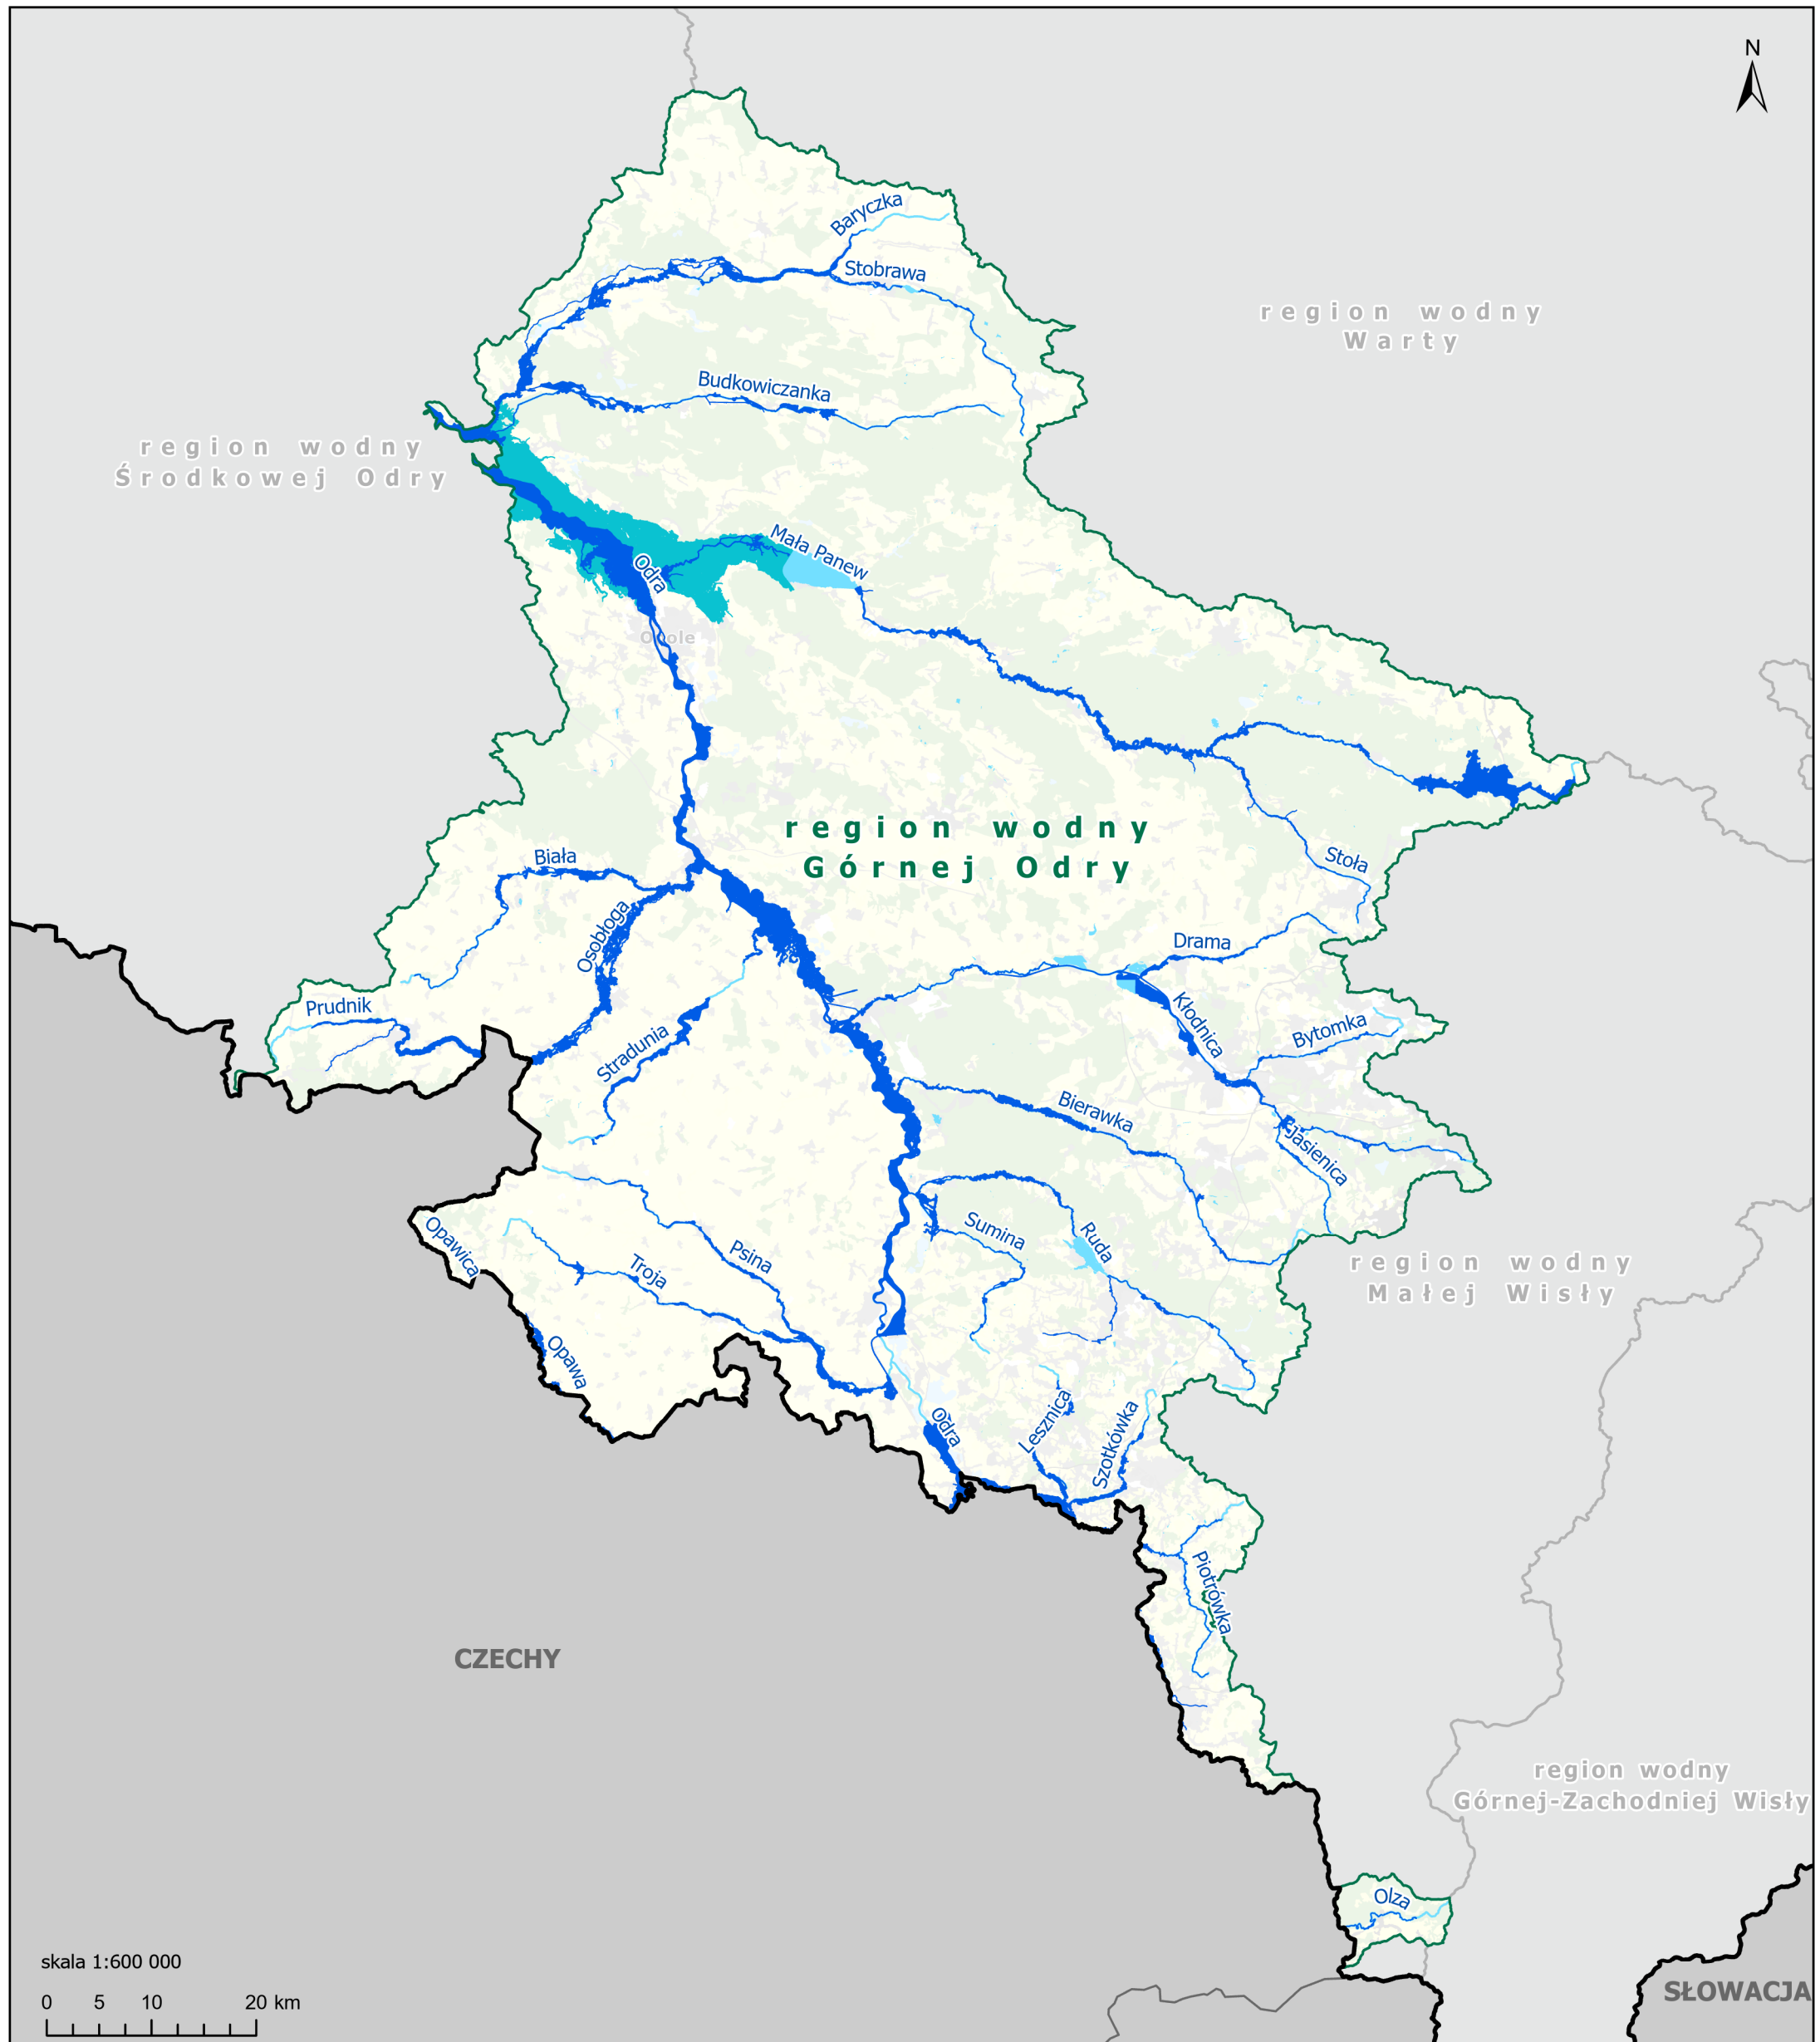 N
Baryczka
Stobrawa
region wodny
Warty
Budkowiczanka
region wodny
Środkowej Odry
Mała Panew
Odra
Opole
region wodny
Górnej Odry
Stoła
Biała
Osobłoga
Drama
Prudnik
Kłodnica
Bytomka
Stradunia
Bierawka
Jasienica
Opawica
Sumina
Ruda
Psina
Troja
region wodny
Małej Wisły
Opawa
Odra
Lesznica
Szotkówka
Piotrówka
CZECHY
region wodny
Górnej-Zachodniej Wisły
Olza
skala 1:600 000
SŁOWACJA
0 5 10 20 km